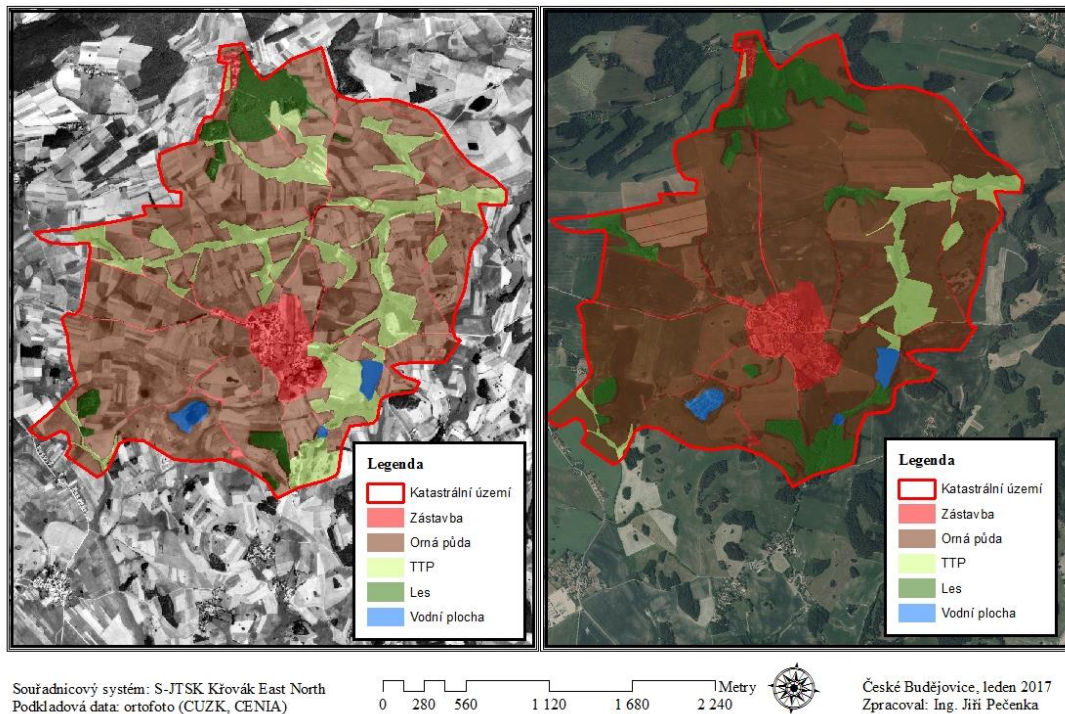 Legenda
Katastrální území
Zástavba
Orná půda
TTP
Les
Vodní plocha
Legenda
Katastrální území
Zástavba
Orná půda
TTP
Les
Vodní plocha
Souřadnicový systém: S-JTSK Křovák East North
Podkladová data: ortofoto (CUZK, CENIA)
Metry
0 280 560 1 120 1 680 2 240
České Budějovice, leden 2017
Zpracoval: Ing. Jiří Pečenka